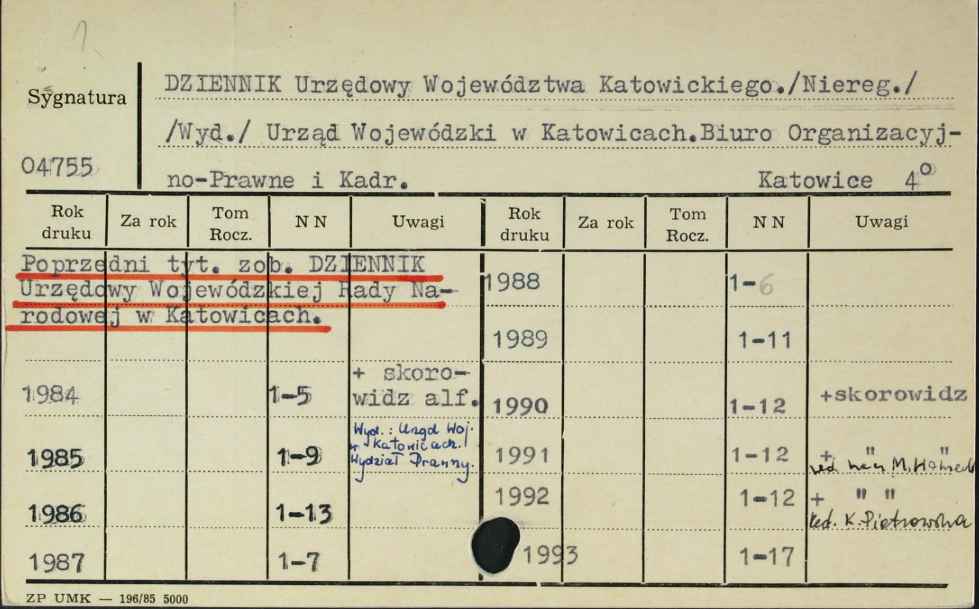 Sygnatura
DZIENNIK Urzędowy Województwa Katowickiego./Niereg./
/Wyd./ Urząd Wojewódzki w Katowicach.Biuro Organizacyj-
04755
no-Prawne i Kadr. Katowice 4º
Rok druku Za rok Tom Rocz. N N Uwagi Rok druku Za rok Tom Rocz. N N Uwagi
Poprzedni tyt. zob. DZIENNIK
Urzędowy Wojewódzkiej Rady Na-
rodowej w Katowicach.
1984 1-5 + skoro-
widz alf.
1985 1-9 Wyd.: Urząd Woj.
w Katowicach.
Wydział Prawny.
1986 1-13
1987 1-7
1988 1-6
1989 1-11
1990 1-12 +skorowidz
1991 1-12 + " "
red. M.
1992 1-12 + " "
Red. K. Piotrowska
1993 1-17
ZP UMK — 196/85 5000